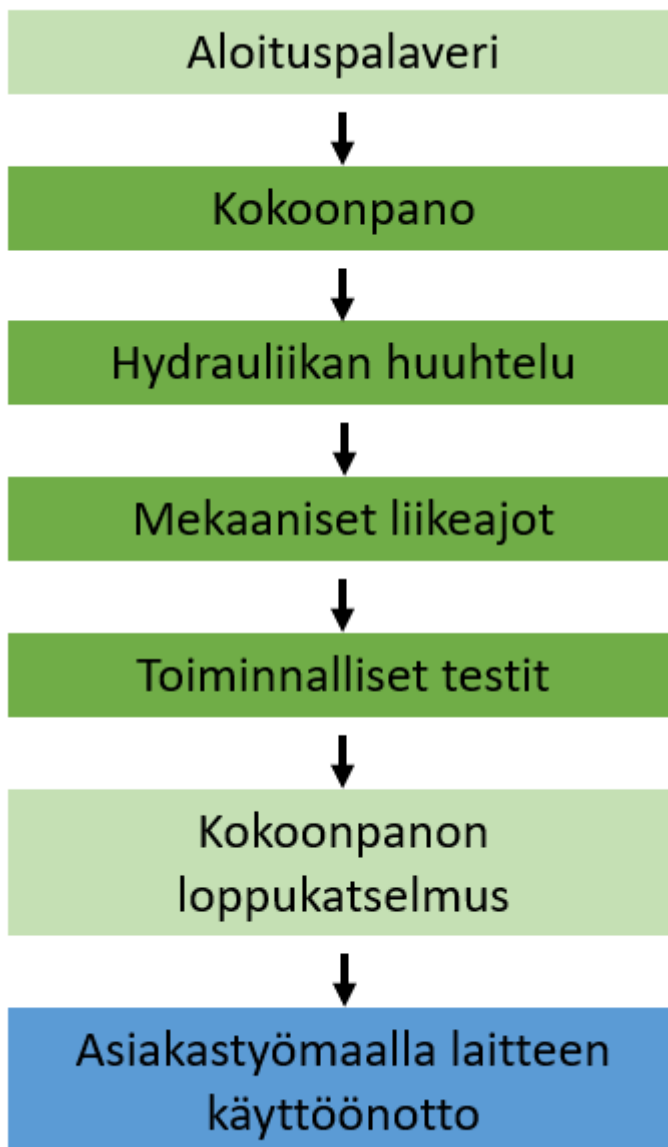 Aloituspalaveri
Kokoonpano
Hydrauliikan huuhtelu
Mekaaniset liikeajot
Toiminnalliset testit
Kokoonpanon
loppukatselmus
Asiakastyömaalla laitteen
käyttöönotto